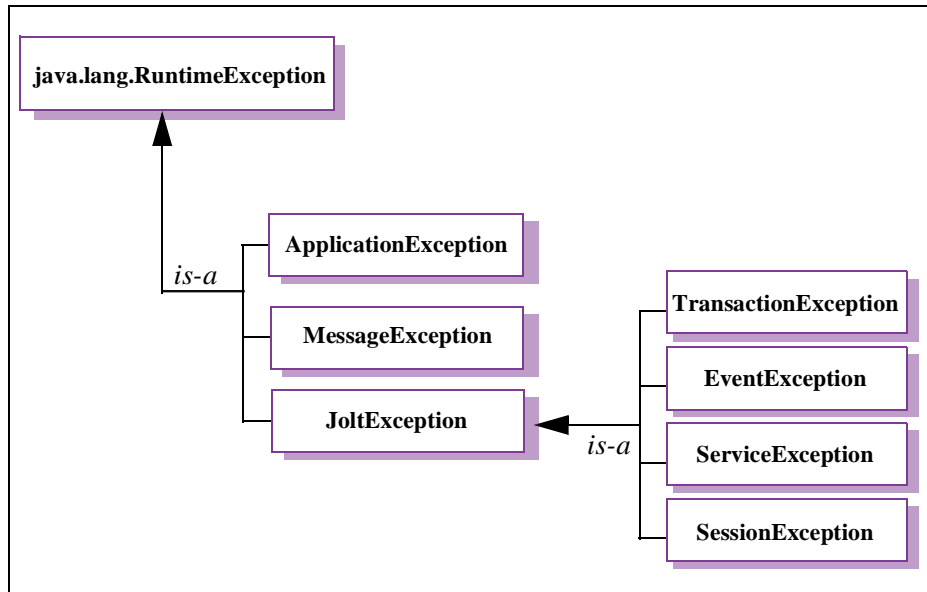 java.lang.RuntimeException
ApplicationException
is-a
MessageException
JoltException
TransactionException
EventException
is-a
ServiceException
SessionException